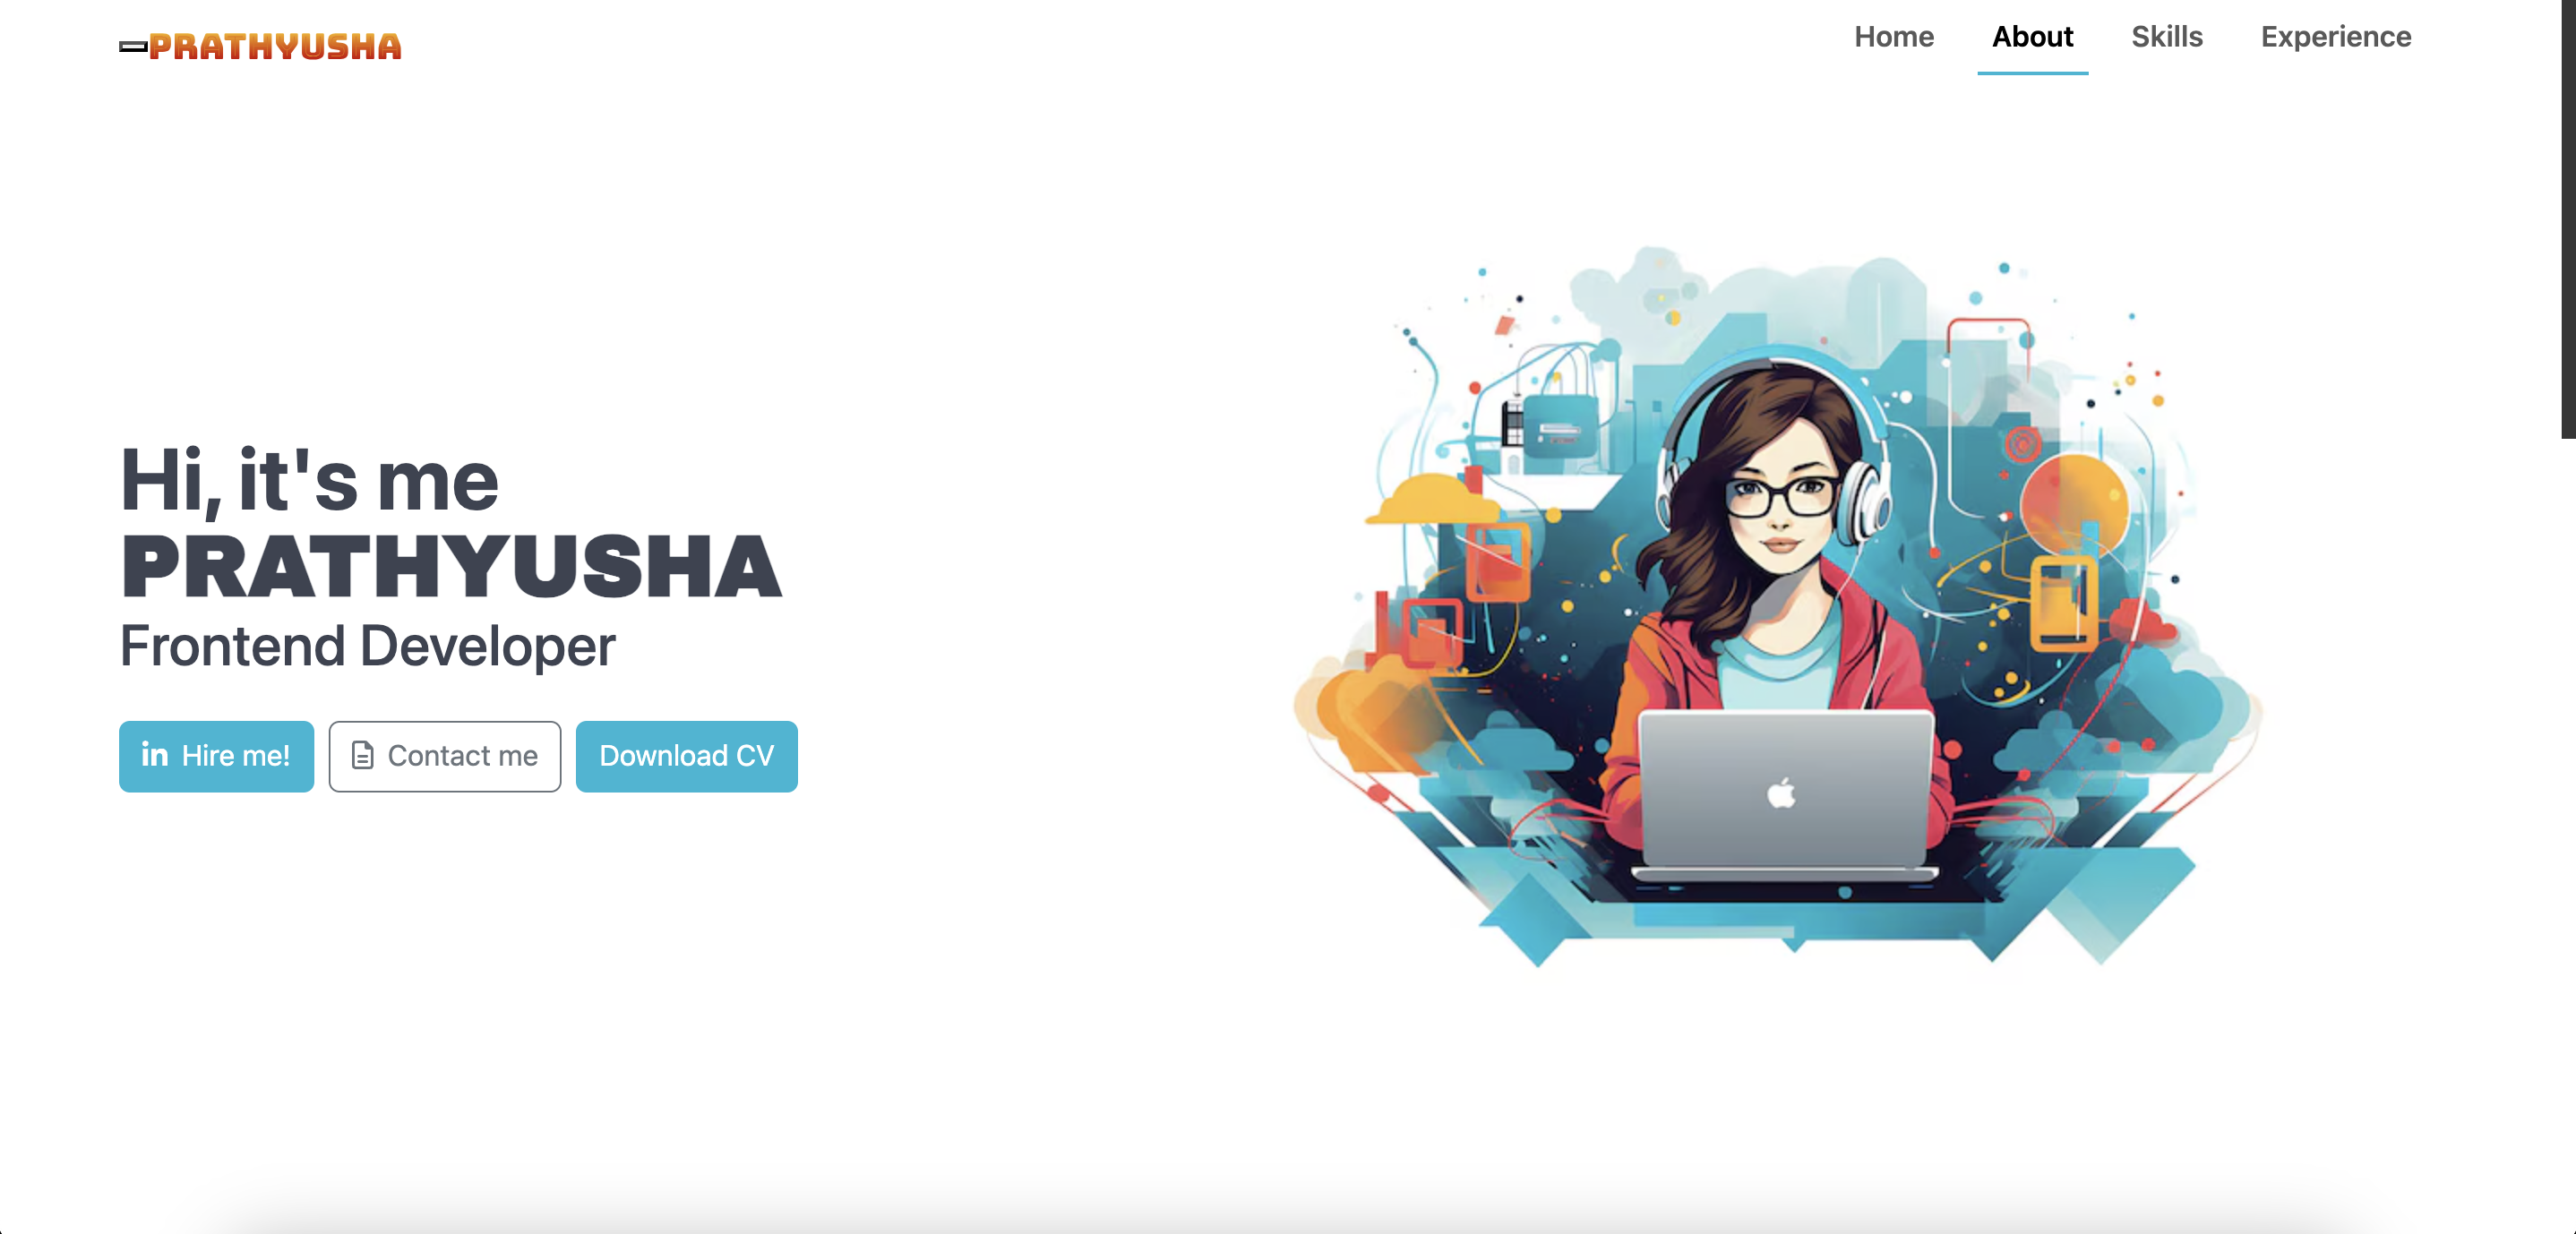 PRATHYUSHA
Home About Skills Experience
Hi, it's me
PRATHYUSHA
Frontend Developer
in Hire me! Contact me Download CV